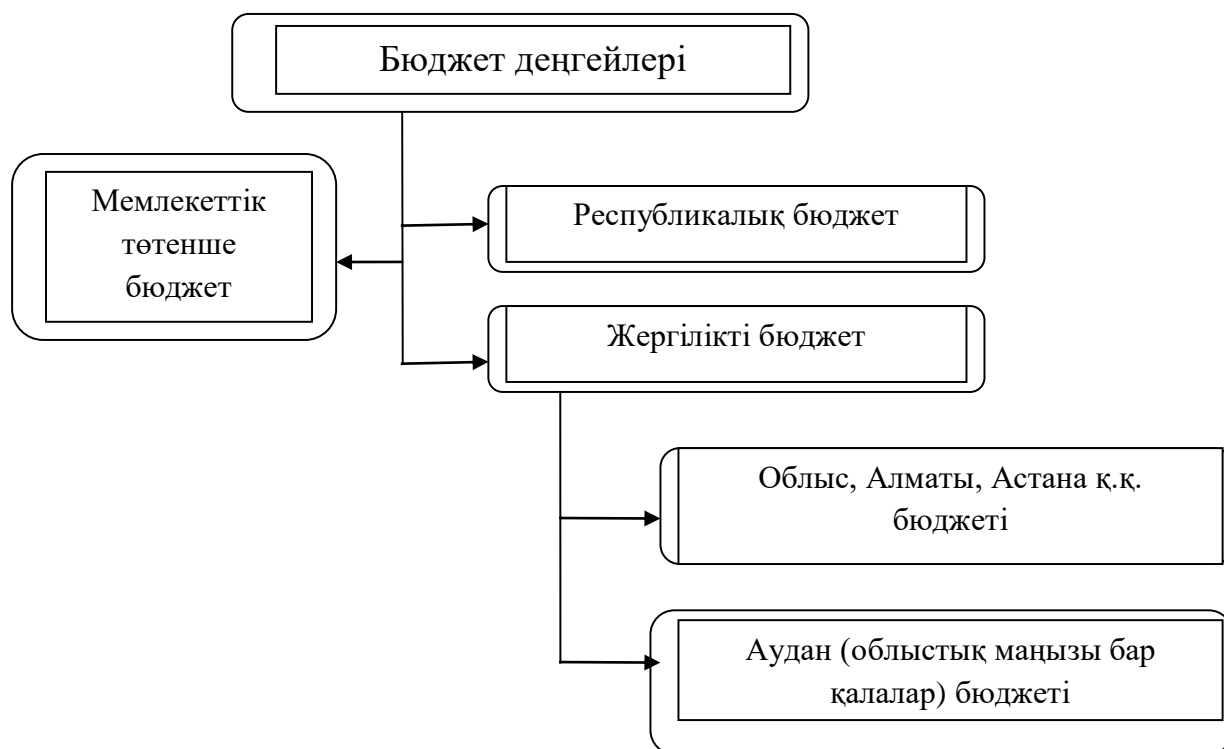 Бюджет деңгейлері
Мемлекеттік
төтенше
бюджет
Республикалық бюджет
Жергілікті бюджет
Облыс, Алматы, Астана қ.қ.
бюджеті
Аудан (облыстық маңызы бар
қалалар) бюджеті